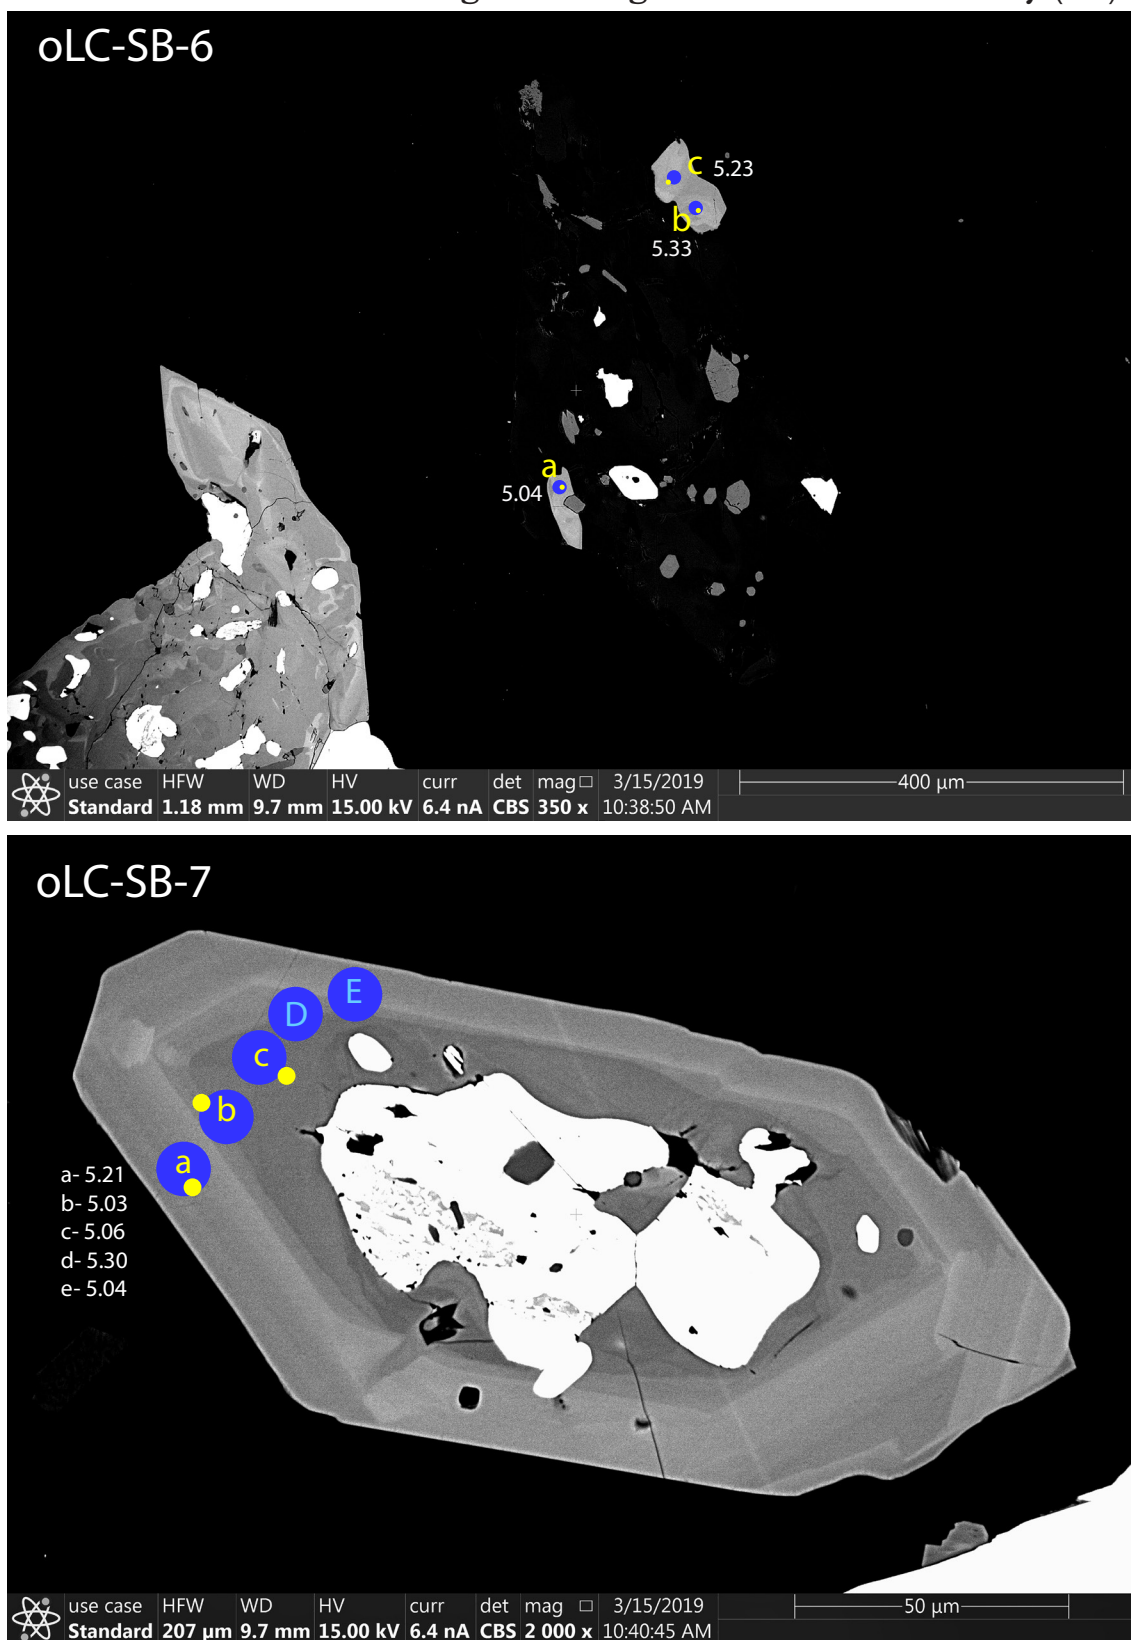 oLC-SB-6
c 5.23
b
5.33
a
5.04
use case HFW WD HV curr det mag 3/15/2019 400 µm
Standard 1.18 mm 9.7 mm 15.00 kV 6.4 nA CBS 350 x 10:38:50 AM
oLC-SB-7
E
D
c
b
a
a- 5.21
b- 5.03
c- 5.06
d- 5.30
e- 5.04
use case HFW WD HV curr det mag 3/15/2019 50 µm
Standard 207 µm 9.7 mm 15.00 kV 6.4 nA CBS 2 000 x 10:40:45 AM